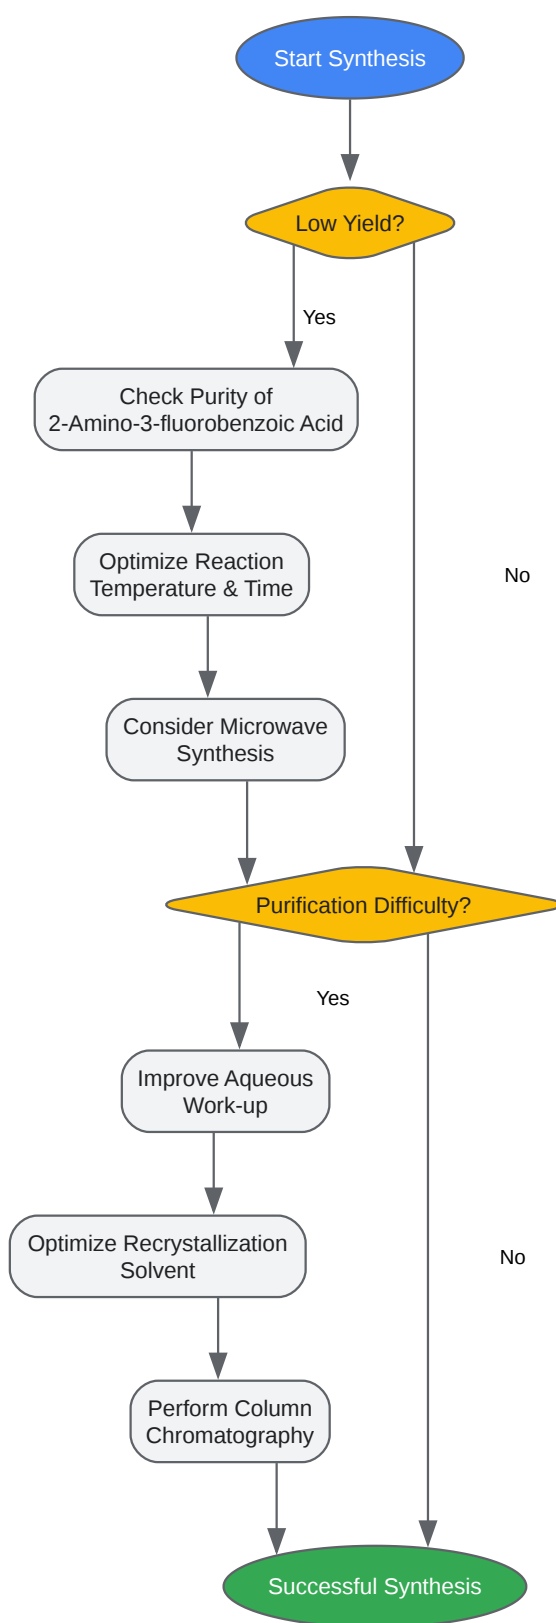 Start Synthesis
Low Yield?
Yes
Check Purity of
2-Amino-3-fluorobenzoic Acid
Optimize Reaction
Temperature & Time
No
Consider Microwave
Synthesis
Purification Difficulty?
Yes
Improve Aqueous
Work-up
Optimize Recrystallization
Solvent
No
Perform Column
Chromatography
Successful Synthesis